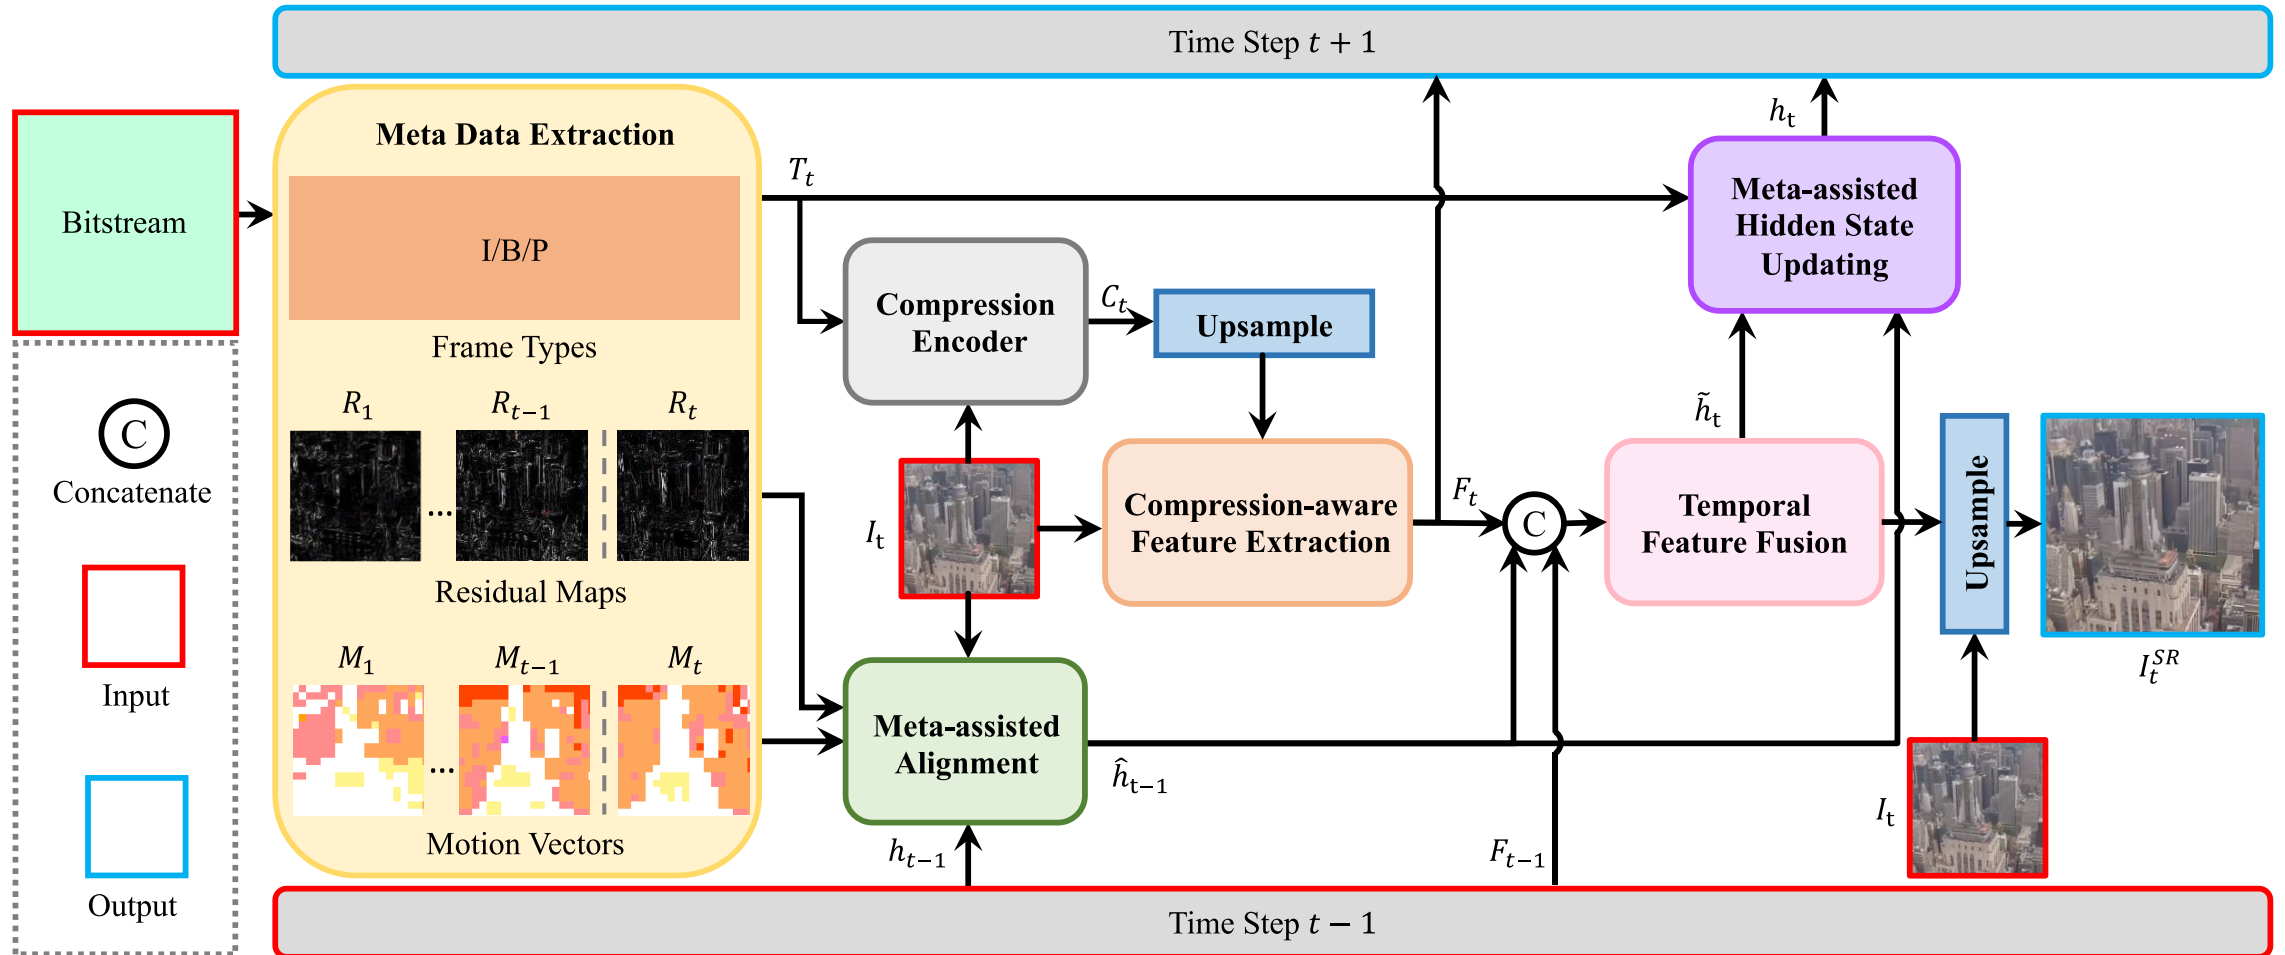 Time Step t + 1
Bitstream
Meta Data Extraction
I/B/P
Frame Types
R₁
R_{t−1}
R_t
...
Residual Maps
M₁
M_{t−1}
M_t
...
Motion Vectors
C
Concatenate
Input
Output
T_t
Compression
Encoder
C_t
Upsample
I_t
Compression-aware
Feature Extraction
Meta-assisted
Alignment
h_{t−1}
ĥ_{t−1}
F_t
C
F_{t−1}
Temporal
Feature Fusion
h̃_t
Meta-assisted
Hidden State
Updating
h_t
Upsample
I_t
I_t^{SR}
Time Step t − 1